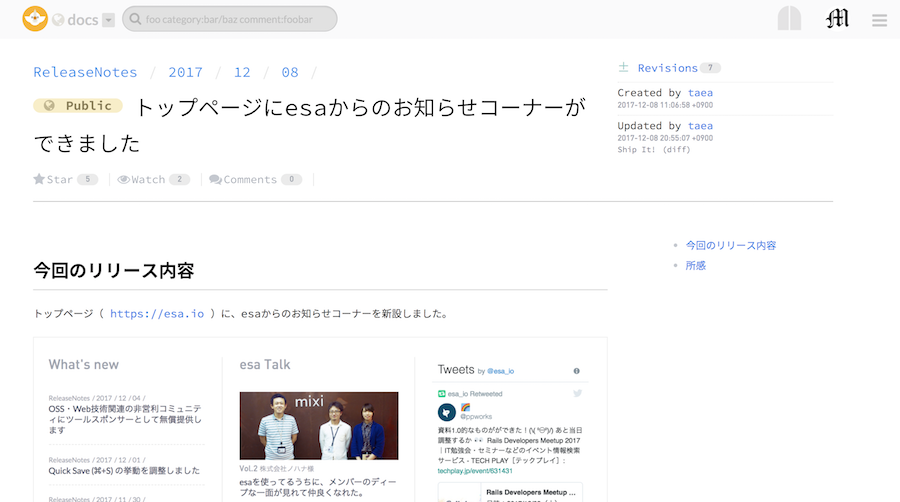 docs
foo category:bar/baz comment:foobar
ReleaseNotes / 2017 / 12 / 08 /
Public トップページにesaからのお知らせコーナーが
できました
Star 5 Watch 2 Comments 0
Revisions 7
Created by taea
2017-12-08 11:06:58 +0900
Updated by taea
2017-12-08 20:55:07 +0900
Ship It! (diff)
今回のリリース内容
所感
今回のリリース内容
トップページ（ https://esa.io ）に、esaからのお知らせコーナーを新設しました。
What's new
ReleaseNotes / 2017 / 12 / 04 /
OSS・Web技術関連の非営利コミュニテ
ィにツールスポンサーとして無償提供し
ます
ReleaseNotes / 2017 / 12 / 01 /
Quick Save (⌘+S) の挙動を調整しました
ReleaseNotes / 2017 / 11 / 30 /
esa Talk
mixi
Vol.2 株式会社ノハナ様
esaを使ってるうちに、メンバーのディー
プな一面が見れて仲良くなれた。
Tweets by @esa_io
esa_io Retweeted
@ppworks
資料1.0的なものができた！
あと当日
調整するか 👀 Rails Developers Meetup 2017
｜IT勉強会・セミナーなどのイベント情報検索
サービス - TECH PLAY［テックプレイ］:
techplay.jp/event/631431
Rails Developers Meetup ...